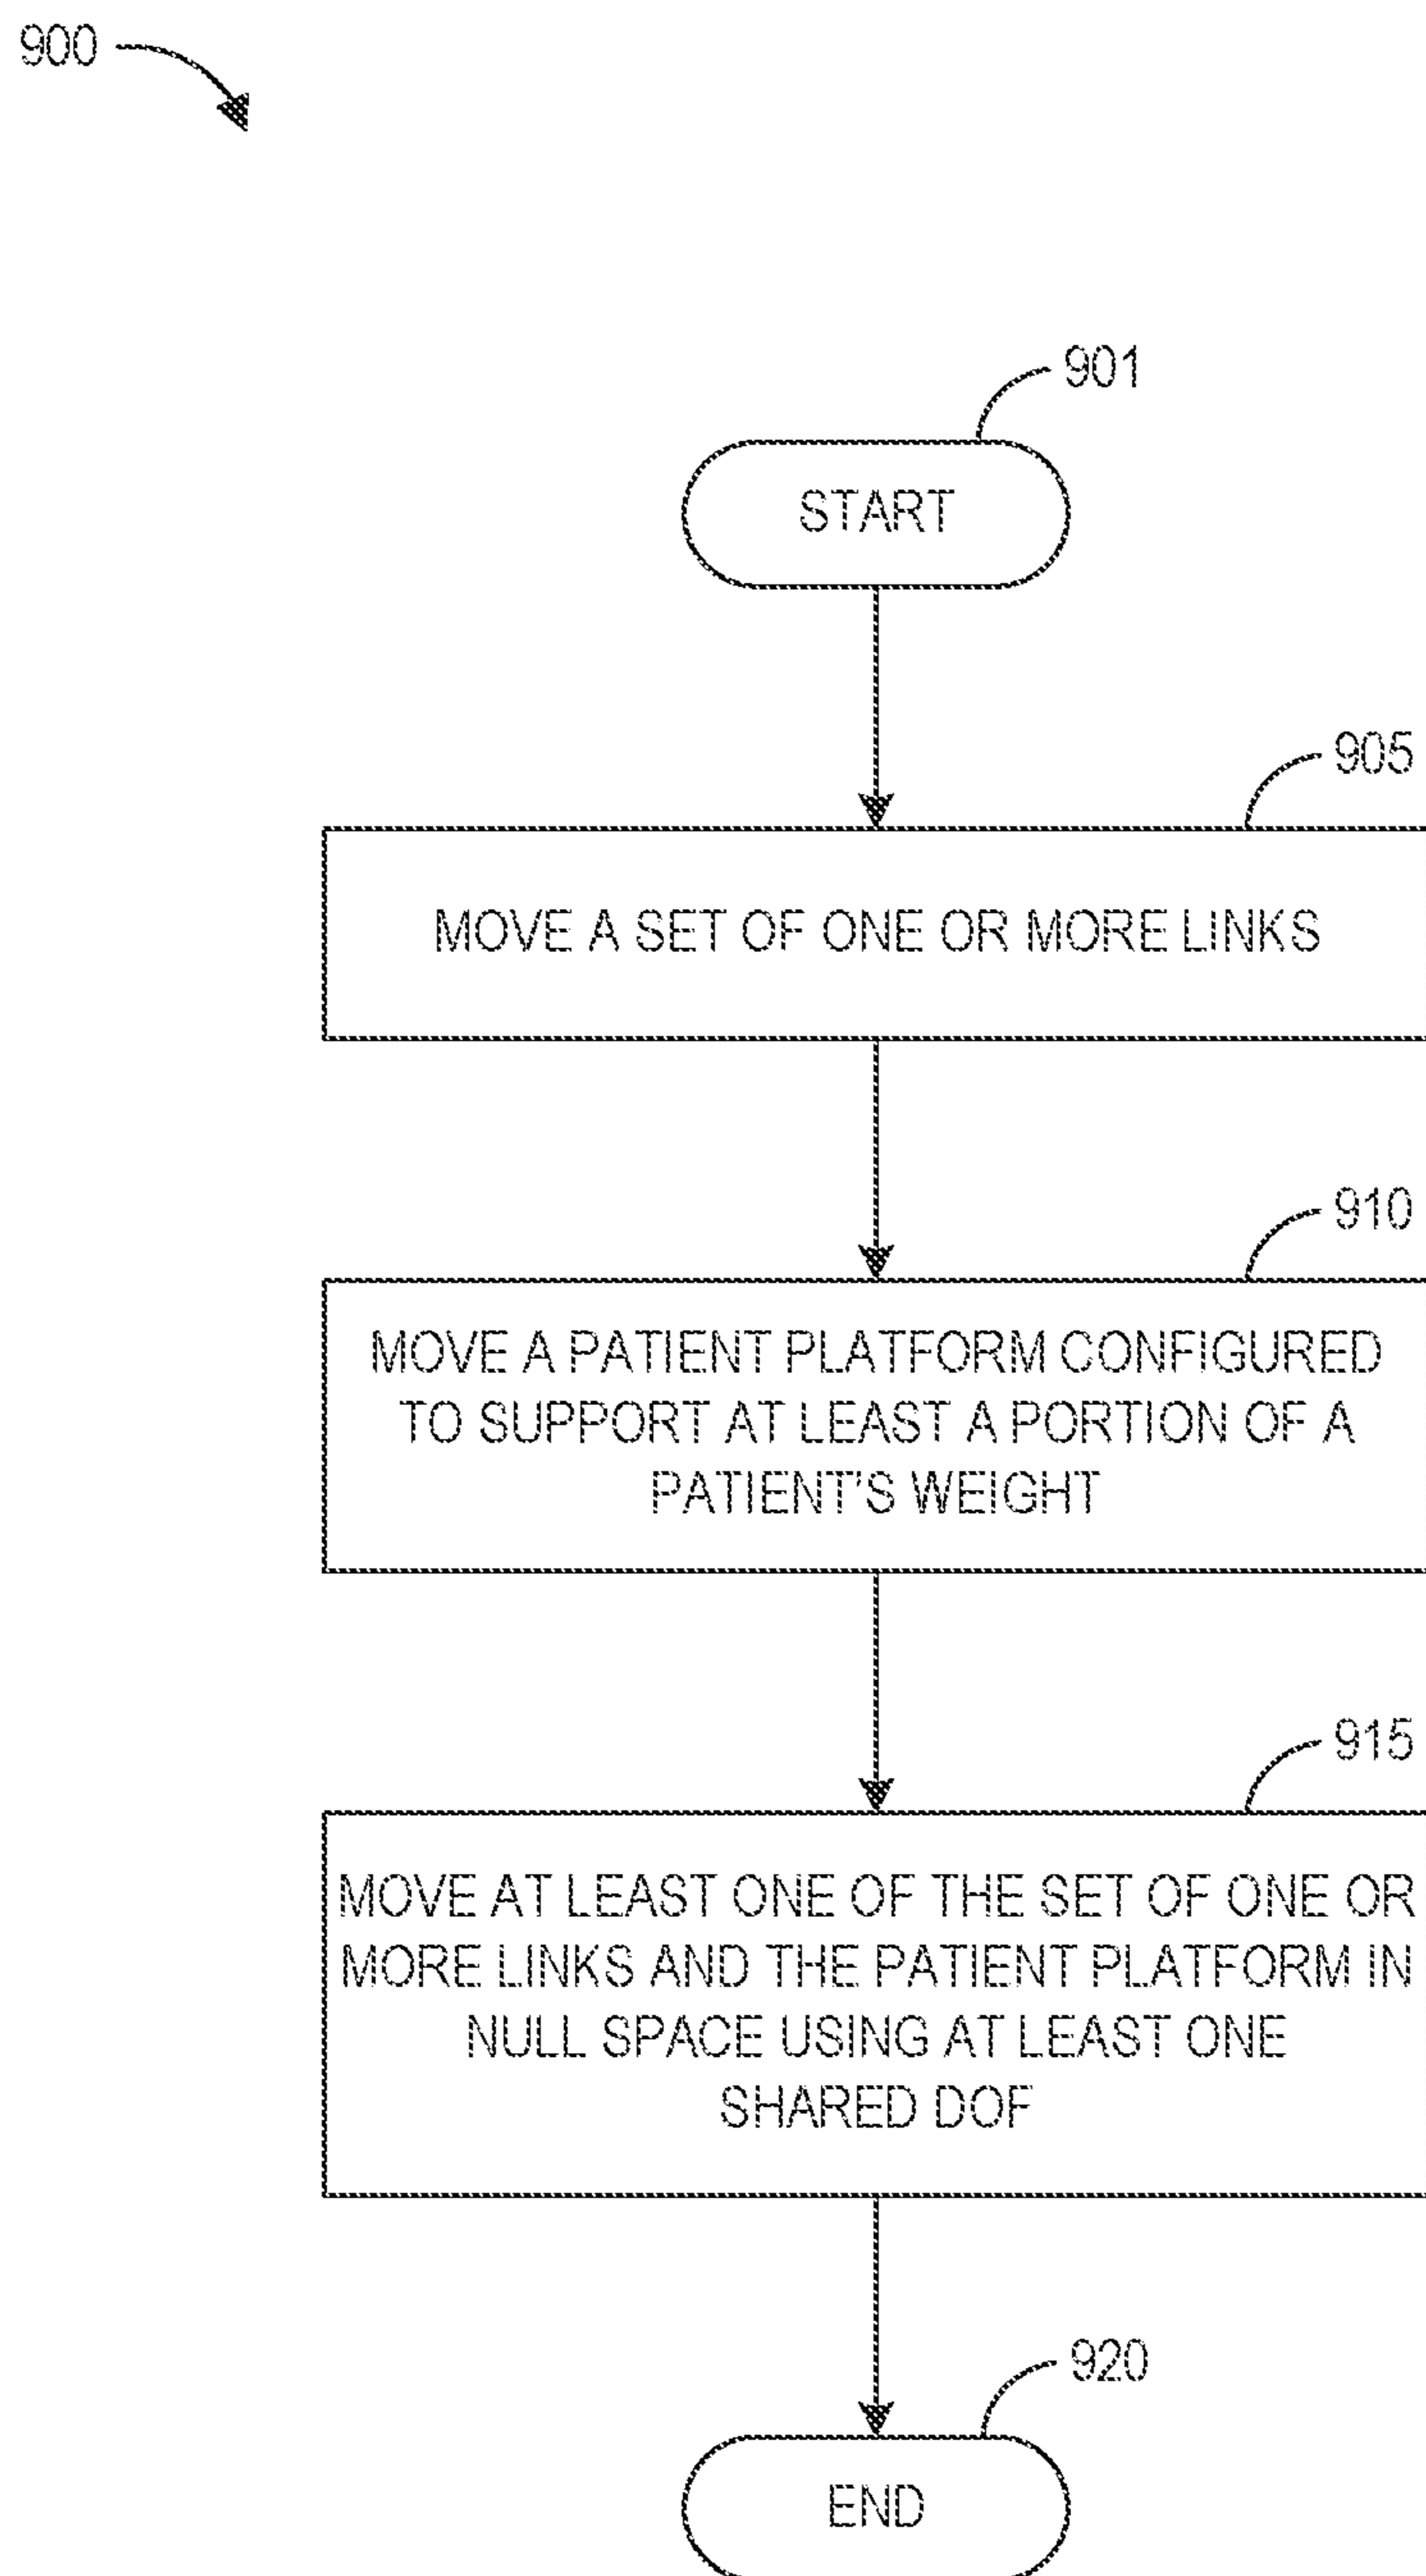 900
901
START
905
MOVE A SET OF ONE OR MORE LINKS
910
MOVE A PATIENT PLATFORM CONFIGURED
TO SUPPORT AT LEAST A PORTION OF A
PATIENT'S WEIGHT
915
MOVE AT LEAST ONE OF THE SET OF ONE OR
MORE LINKS AND THE PATIENT PLATFORM IN
NULL SPACE USING AT LEAST ONE
SHARED DOF
920
END